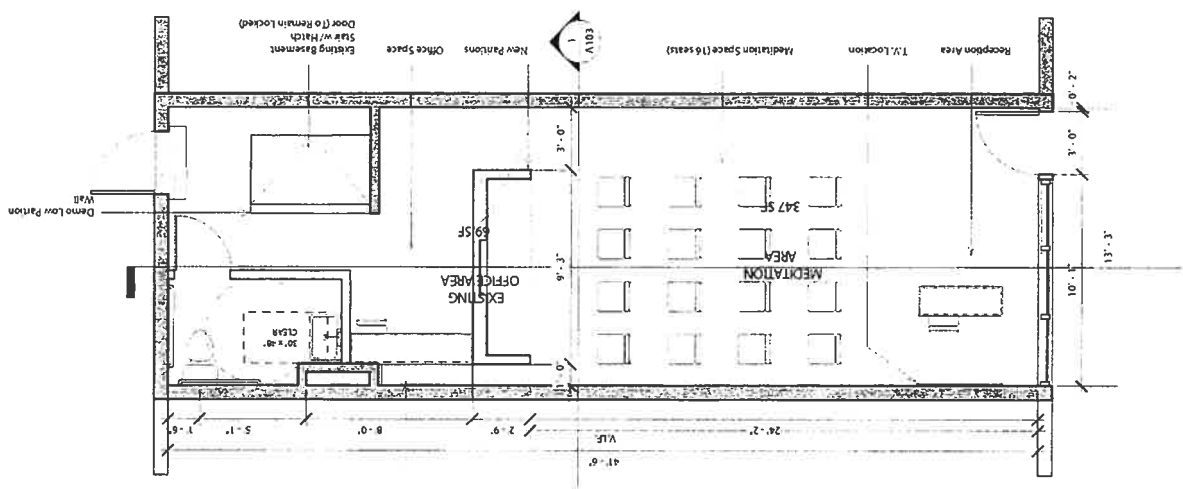 41'-6"
V.I.F.
24'-2"
2'-9"
8'-0"
5'-1"
1'-6"
1'-0"
30" x 48"
CLEAR
13'-3"
10'-1"
MEDITATION
AREA
347 SF
9'-3"
EXISTING
OFFICE AREA
69 SF
Demo Low Partion
Wall
3'-0"
3'-0"
0'-2"
Reception Area
T.V. Location
Meditation Space (16 seats)
1
A103
New Partions
Office Space
Existing Basement
Stair w/ Hatch
Door (To Remain Locked)